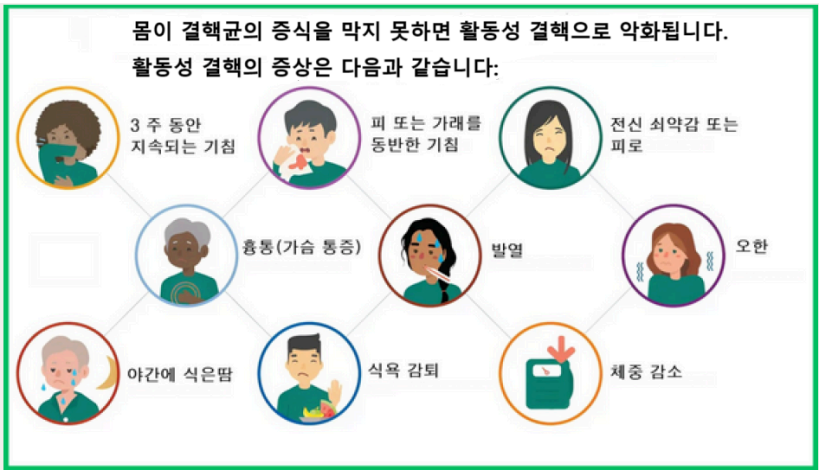 몸이 결핵균의 증식을 막지 못하면 활동성 결핵으로 악화됩니다.
활동성 결핵의 증상은 다음과 같습니다:
3 주 동안
지속되는 기침
피 또는 가래를
동반한 기침
전신 쇠약감 또는
피로
흉통(가슴 통증)
발열
오한
야간에 식은땀
식욕 감퇴
체중 감소